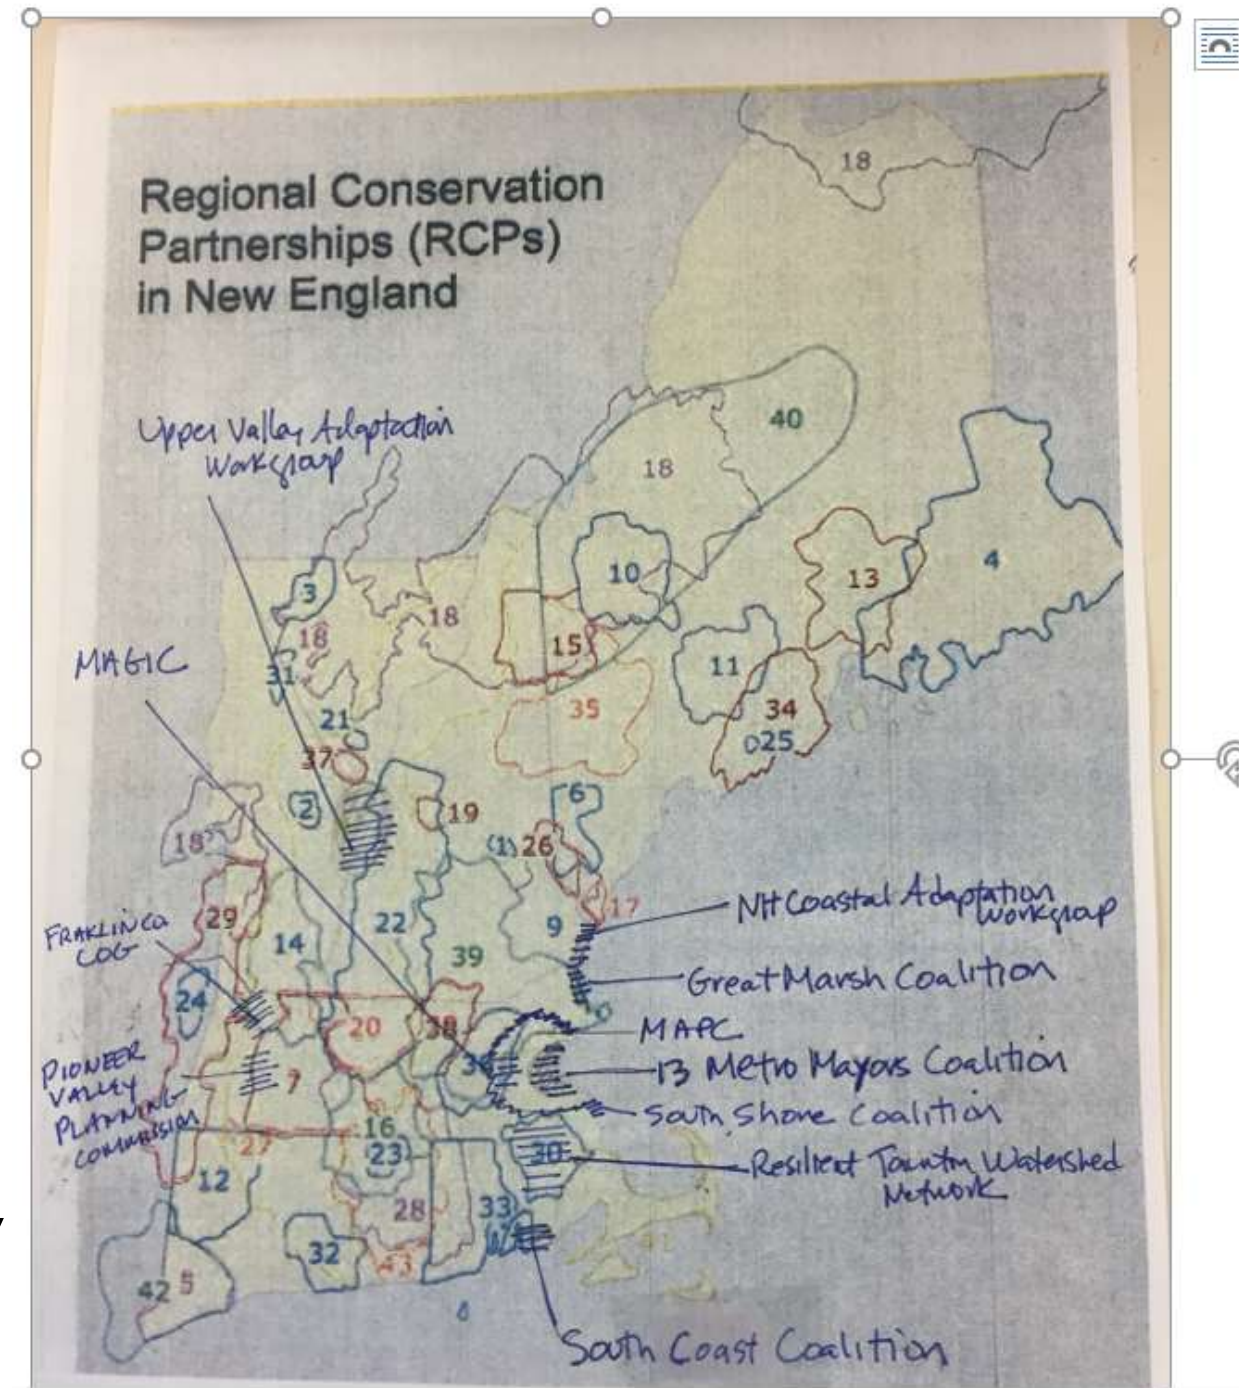 Regional Conservation
Partnerships (RCPs)
in New England
18
40
18
Upper Valley Adaptation
Workgroup
10
4
13
3
18
18
15
MAGIC
11
31
35
34
21
25
37
2
6
19
18
1
26
NH Coastal Adaptation
Workgroup
17
29
FRAKLIN CO
COG
22
9
14
39
Great Marsh Coalition
24
20
38
MAPC
PIONEER
VALLEY
PLANNING
COMMISSION
7
13 Metro Mayors Coalition
South Shore Coalition
16
27
23
30
Resilient Taunton Watershed
Network
12
28
33
32
43
42
5
South Coast Coalition